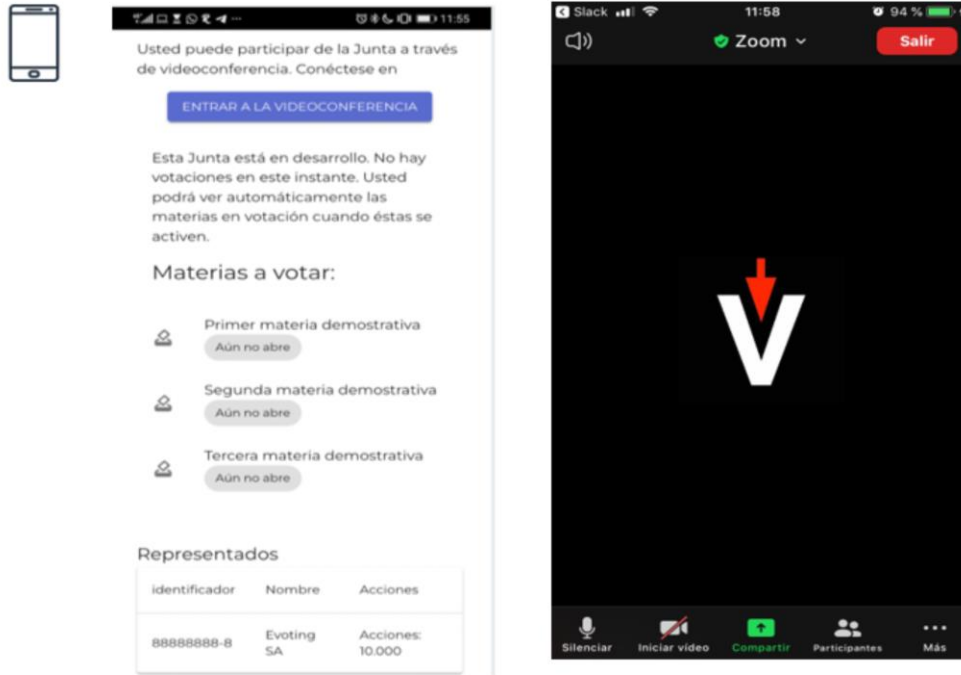 11:55
Usted puede participar de la Junta a través
de videoconferencia. Conéctese en
ENTRAR A LA VIDEOCONFERENCIA
Esta Junta está en desarrollo. No hay
votaciones en este instante. Usted
podrá ver automáticamente las
materias en votación cuando éstas se
activen.
Materias a votar:
Primer materia demostrativa
Aún no abre
Segunda materia demostrativa
Aún no abre
Tercera materia demostrativa
Aún no abre
Representados
identificador Nombre Acciones
88888888-8 Evoting SA Acciones: 10.000
Slack 11:58 94 %
Zoom
Salir
V
Silenciar Iniciar vídeo Compartir Participantes Más